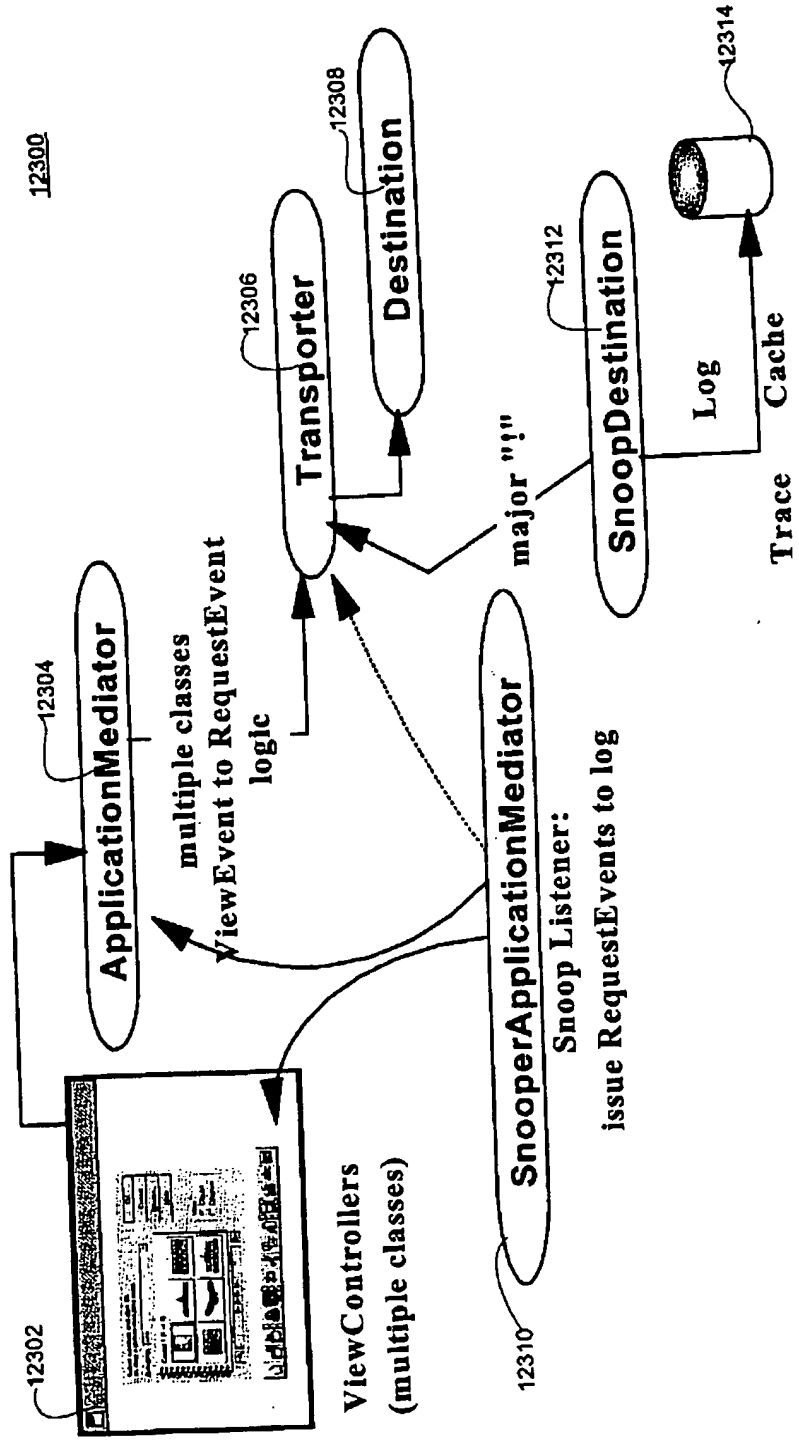 12300
12302
12304
ApplicationMediator
multiple classes
ViewEvent to RequestEvent
logic
12306
Transporter
12308
Destination
ViewControllers
(multiple classes)
12310
SnooperApplicationMediator
Snoop Listener:
issue RequestEvents to log
major "!"
12312
SnoopDestination
Log
Trace Cache
12314